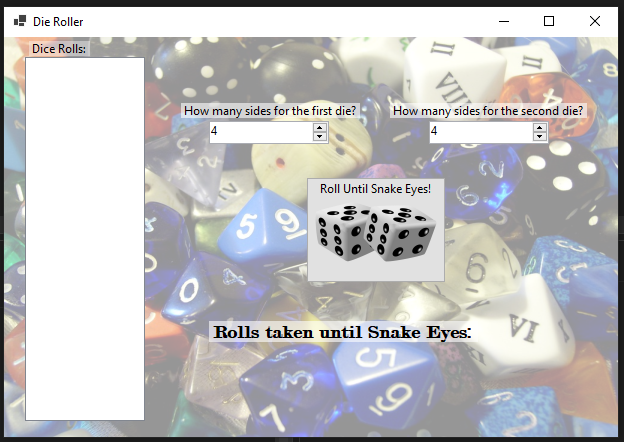 Die Roller
Dice Rolls:
How many sides for the first die?
How many sides for the second die?
4
4
Roll Until Snake Eyes!
Rolls taken until Snake Eyes: